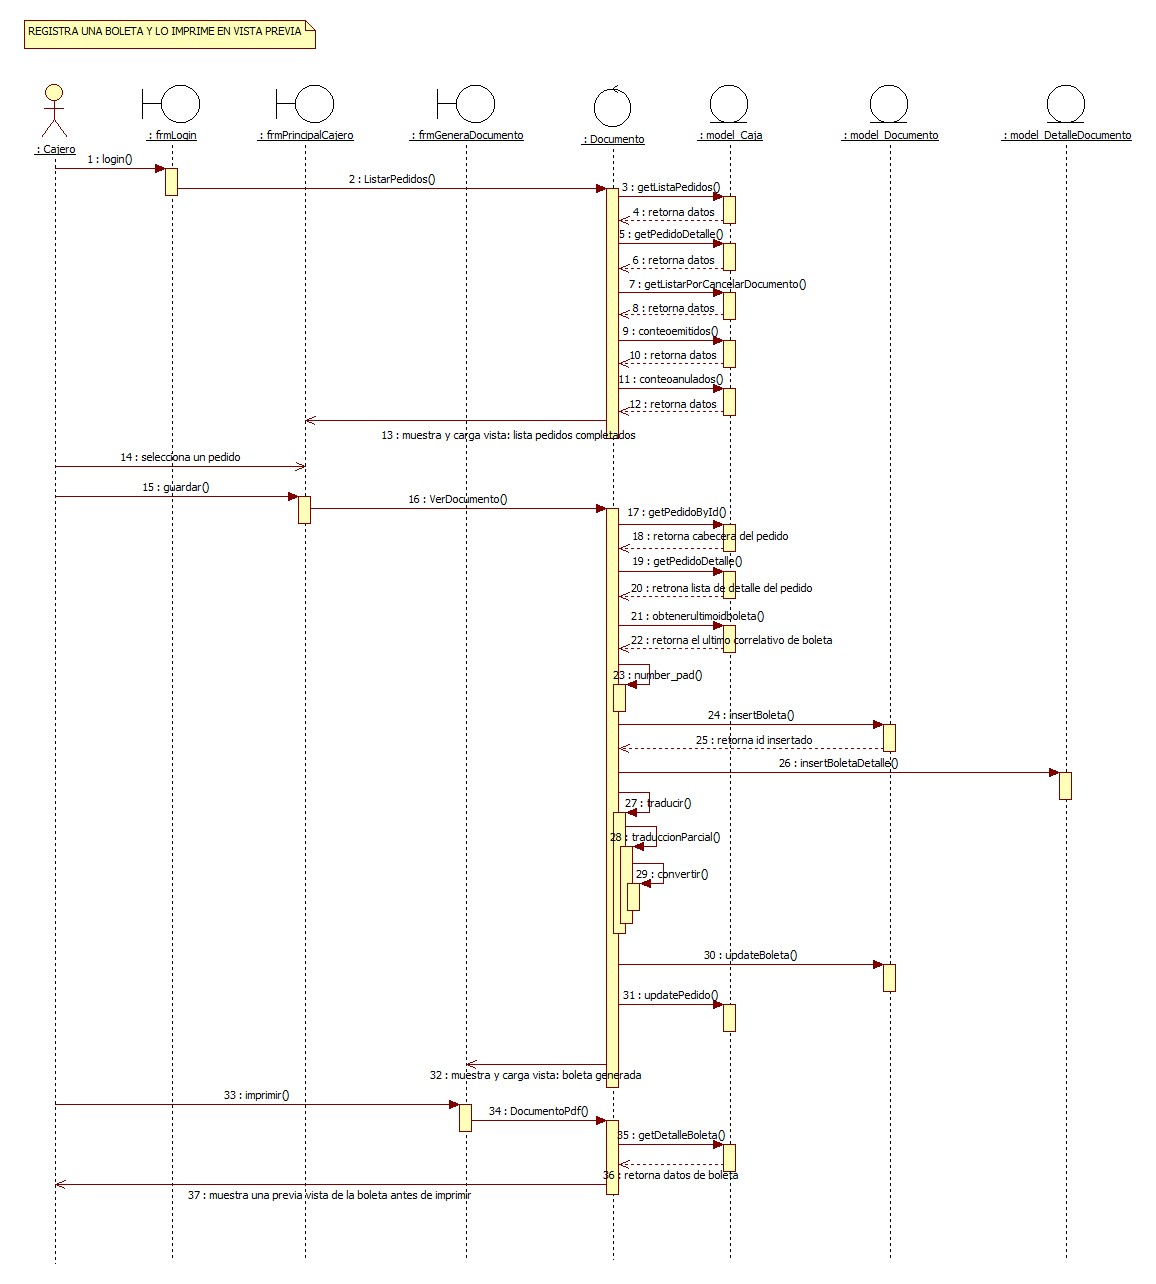 REGISTRA UNA BOLETA Y LO IMPRIME EN VISTA PREVIA
: Cajero
: frmLogin
: frmPrincipalCajero
: frmGeneraDocumento
: Documento
: model_Caja
: model_Documento
: model_DetalleDocumento
1 : login()
2 : ListarPedidos()
3 : getListaPedidos()
4 : retorna datos
5 : getPedidoDetalle()
6 : retorna datos
7 : getListarPorCancelarDocumento()
8 : retorna datos
9 : conteoemitidos()
10 : retorna datos
11 : conteoanulados()
12 : retorna datos
13 : muestra y carga vista: lista pedidos completados
14 : selecciona un pedido
15 : guardar()
16 : VerDocumento()
17 : getPedidoById()
18 : retorna cabecera del pedido
19 : getPedidoDetalle()
20 : retrona lista de detalle del pedido
21 : obtenerultimoidboleta()
22 : retorna el ultimo correlativo de boleta
23 : number_pad()
24 : insertBoleta()
25 : retorna id insertado
26 : insertBoletaDetalle()
27 : traducir()
28 : traduccionParcial()
29 : convertir()
30 : updateBoleta()
31 : updatePedido()
32 : muestra y carga vista: boleta generada
33 : imprimir()
34 : DocumentoPdf()
35 : getDetalleBoleta()
36 : retorna datos de boleta
37 : muestra una previa vista de la boleta antes de imprimir